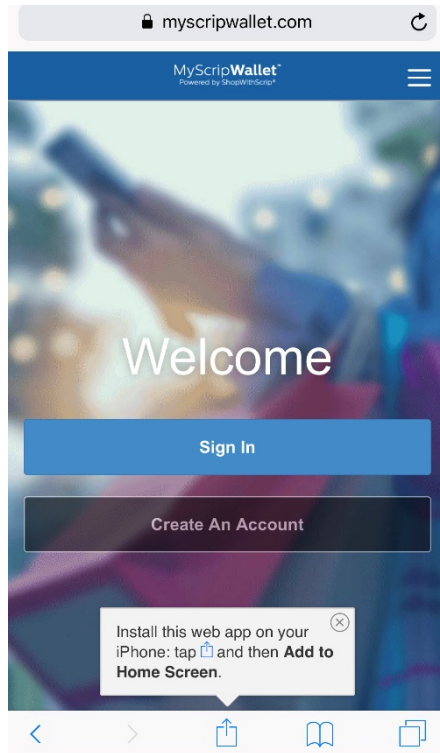 myscripwallet.com
MyScripWallet™
Powered by ShopWithScrip®
Welcome
Sign In
Create An Account
Install this web app on your
iPhone: tap and then Add to
Home Screen.